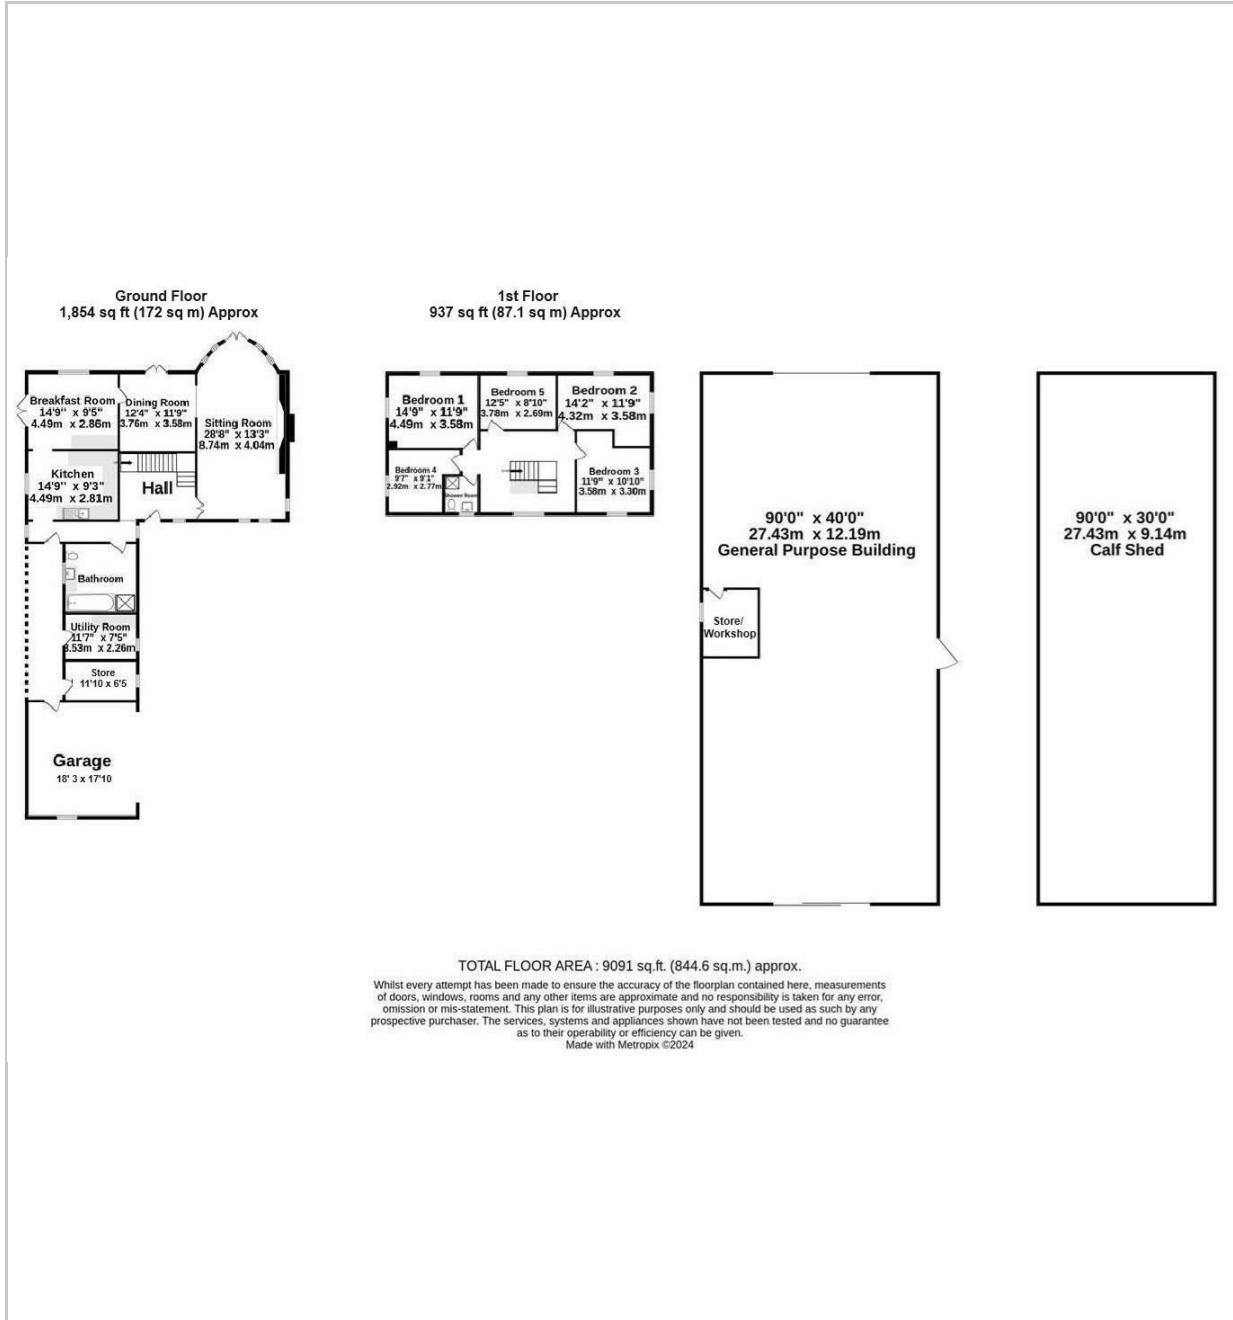 Ground Floor
1,854 sq ft (172 sq m) Approx
Breakfast Room
14'9" x 9'5"
4.49m x 2.86m
Dining Room
12'4" x 11'9"
3.76m x 3.58m
Sitting Room
28'8" x 13'3"
8.74m x 4.04m
Kitchen
14'9" x 9'3"
4.49m x 2.81m
Hall
Bathroom
Utility Room
11'7" x 7'5"
3.53m x 2.26m
Store
11'10 x 6'5
Garage
18' 3 x 17'10
1st Floor
937 sq ft (87.1 sq m) Approx
Bedroom 1
14'9" x 11'9"
4.49m x 3.58m
Bedroom 5
12'5" x 8'10"
3.78m x 2.69m
Bedroom 2
14'2" x 11'9"
4.32m x 3.58m
Bedroom 4
9'7" x 9'1"
2.92m x 2.77m
Shower Room
Bedroom 3
11'9" x 10'10"
3.58m x 3.30m
90'0" x 40'0"
27.43m x 12.19m
General Purpose Building
Store/
Workshop
90'0" x 30'0"
27.43m x 9.14m
Calf Shed
TOTAL FLOOR AREA : 9091 sq.ft. (844.6 sq.m.) approx.
Whilst every attempt has been made to ensure the accuracy of the floorplan contained here, measurements
of doors, windows, rooms and any other items are approximate and no responsibility is taken for any error,
omission or mis-statement. This plan is for illustrative purposes only and should be used as such by any
prospective purchaser. The services, systems and appliances shown have not been tested and no guarantee
as to their operability or efficiency can be given.
Made with Metropix ©2024